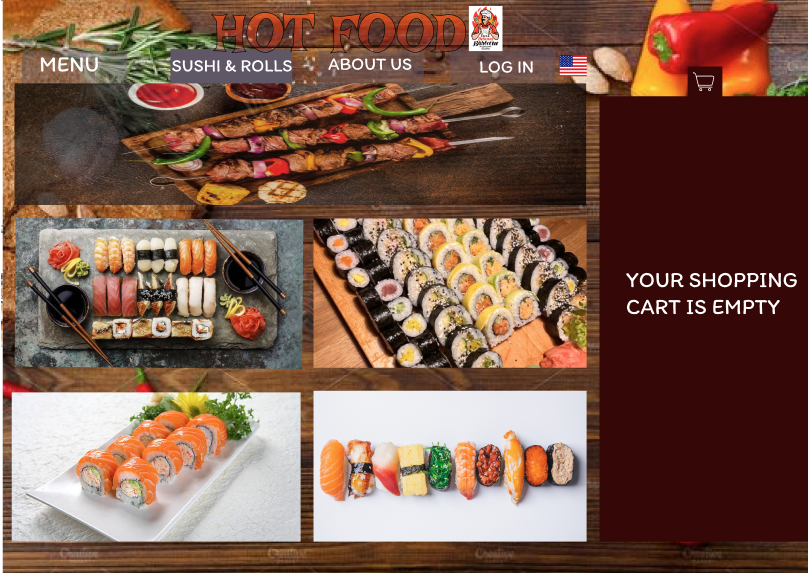 HOT FOOD
MENU
SUSHI & ROLLS
ABOUT US
LOG IN
YOUR SHOPPING
CART IS EMPTY